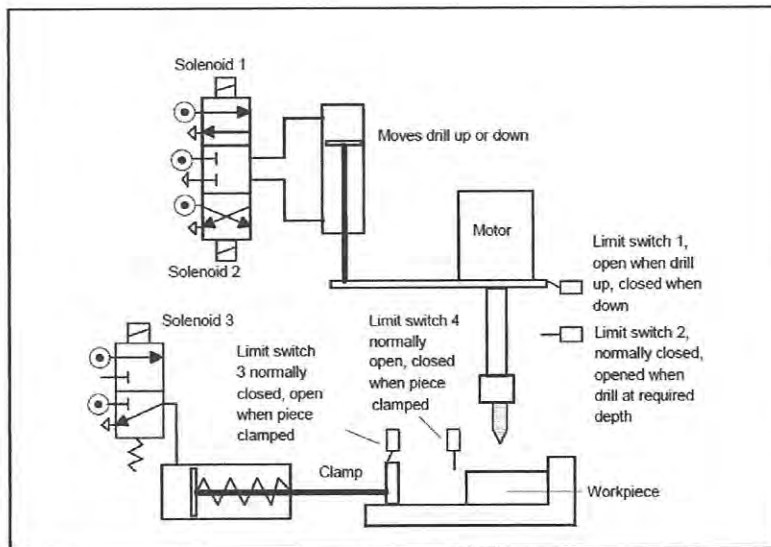 Solenoid 1
Moves drill up or down
Motor
Solenoid 2
Limit switch 1,
open when drill
up, closed when
down
Solenoid 3
Limit switch
3 normally
closed, open
when piece
clamped
Limit switch 4
normally
open, closed
when piece
clamped
Limit switch 2,
normally closed,
opened when
drill at required
depth
Clamp
Workpiece